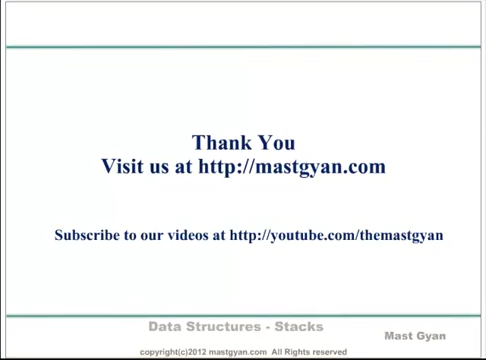 Thank You
Visit us at http://mastgyan.com
Subscribe to our videos at http://youtube.com/themastgyan
Data Structures - Stacks
Mast Gyan
copyright(c)2012 mastgyan.com All Rights reserved